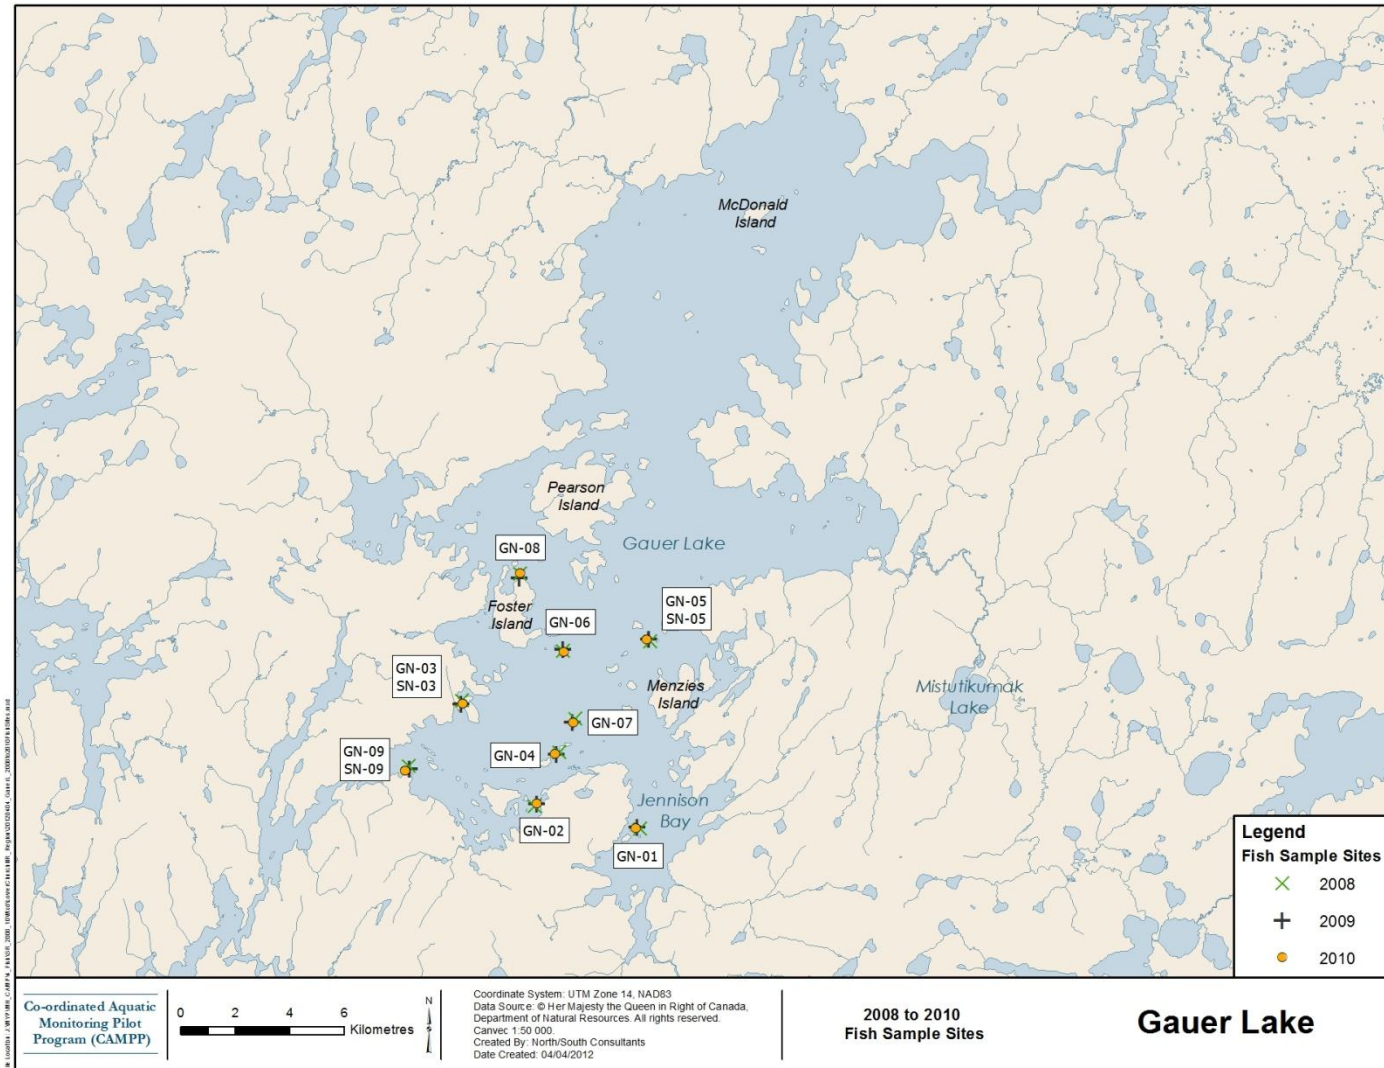 McDonald
Island
Pearson
Island
Gauer Lake
GN-08
Foster
Island
GN-06
GN-05
SN-05
GN-03
SN-03
Menzies
Island
Mistutikumak
Lake
GN-07
GN-04
GN-09
SN-09
Jennison
Bay
GN-02
GN-01
Legend
Fish Sample Sites
2008
2009
2010
Co-ordinated Aquatic
Monitoring Pilot
Program (CAMPP)
0 2 4 6
Kilometres
N
Coordinate System: UTM Zone 14, NAD83
Data Source: © Her Majesty the Queen in Right of Canada,
Department of Natural Resources. All rights reserved.
Canvec 1:50 000.
Created By: North/South Consultants
Date Created: 04/04/2012
2008 to 2010
Fish Sample Sites
Gauer Lake